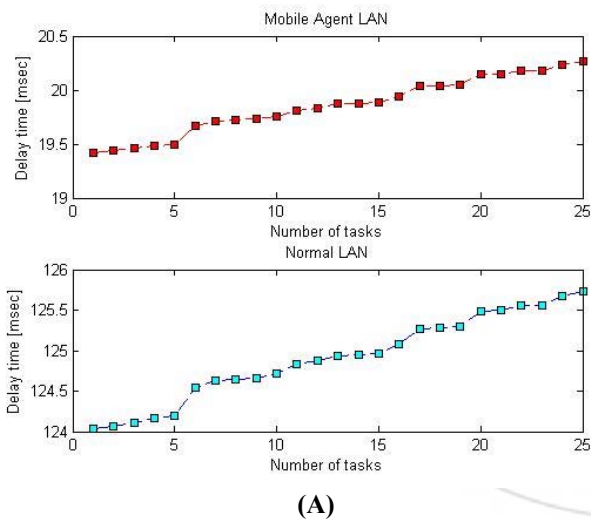 Mobile Agent LAN
20.5
20
19.5
19
Delay time [msec]
0 5 10 15 20 25
Number of tasks
Normal LAN
126
125.5
125
124.5
124
Delay time [msec]
0 5 10 15 20 25
Number of tasks
(A)